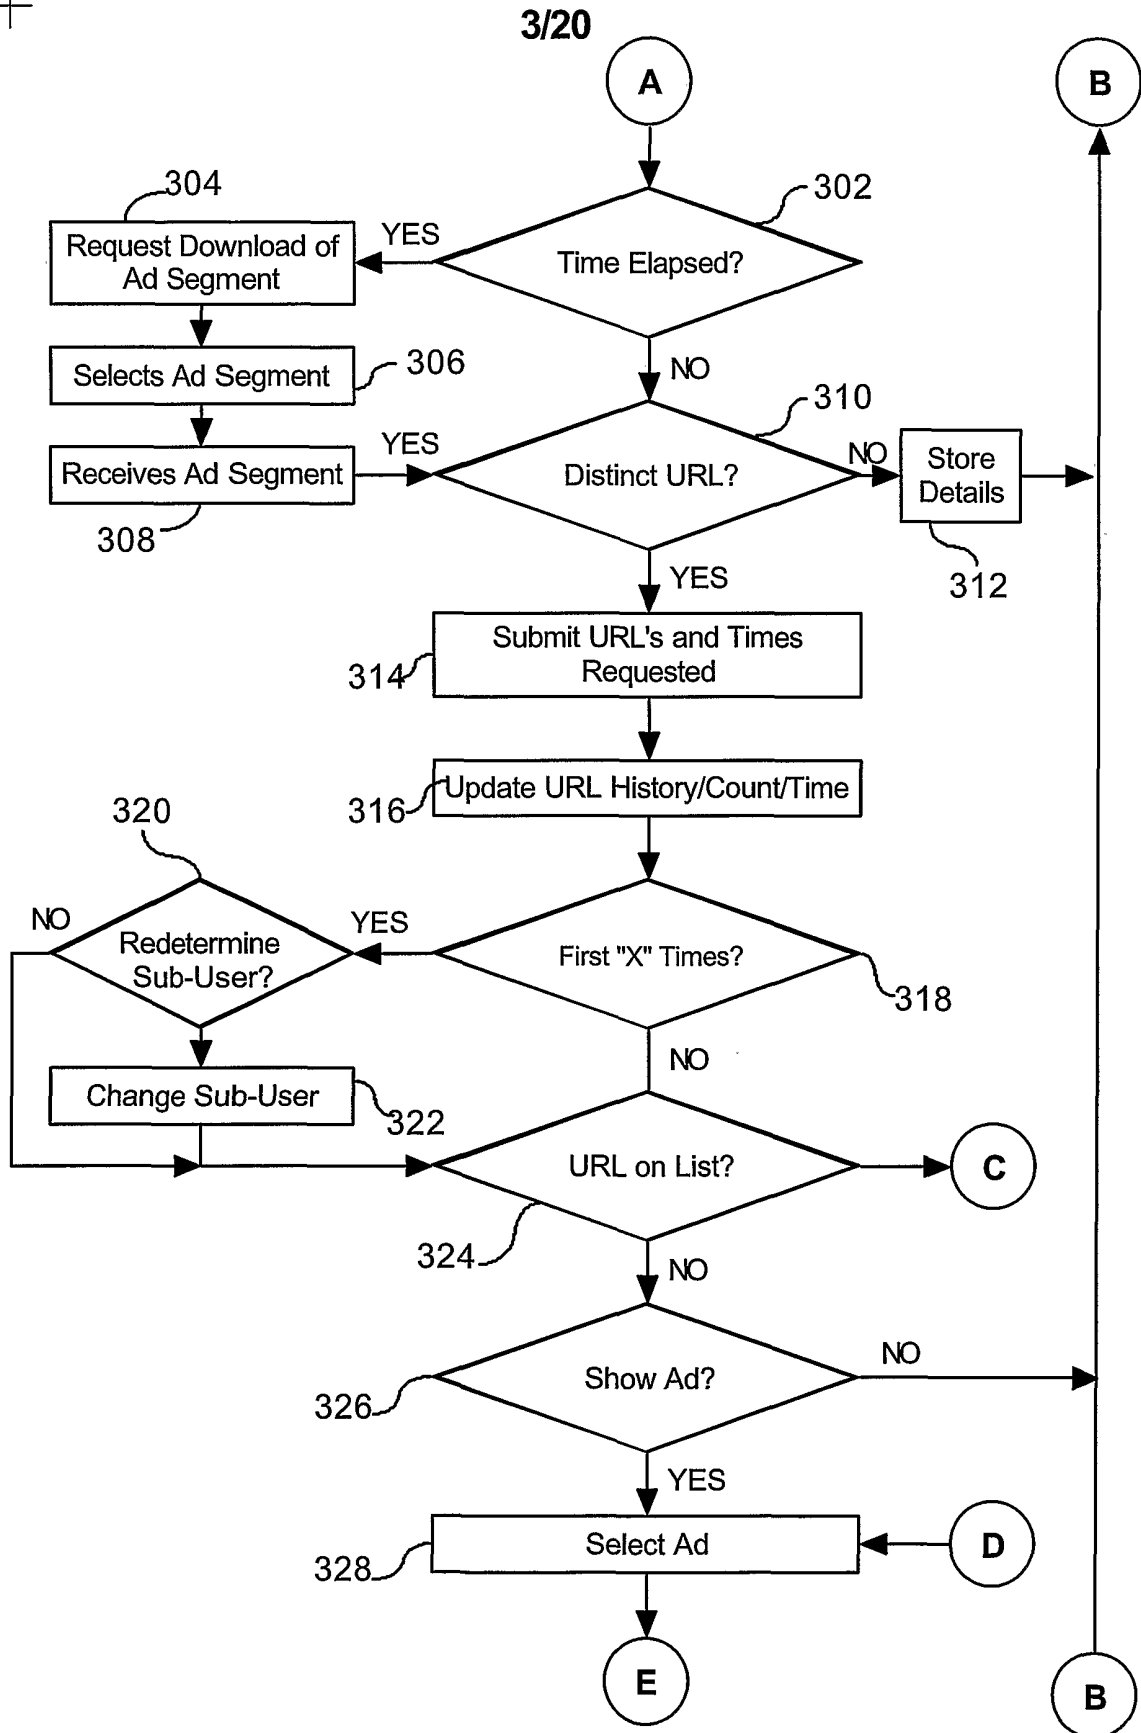 3/20
A
B
304
302
Request Download of
Ad Segment
YES
Time Elapsed?
306
Selects Ad Segment
NO
310
YES
NO
Receives Ad Segment
Distinct URL?
Store
Details
308
312
YES
Submit URL's and Times
Requested
314
Update URL History/Count/Time
316
320
NO
YES
Redetermine
Sub-User?
First "X" Times?
318
NO
Change Sub-User
322
URL on List?
C
324
NO
Show Ad?
NO
326
YES
Select Ad
D
328
E
B